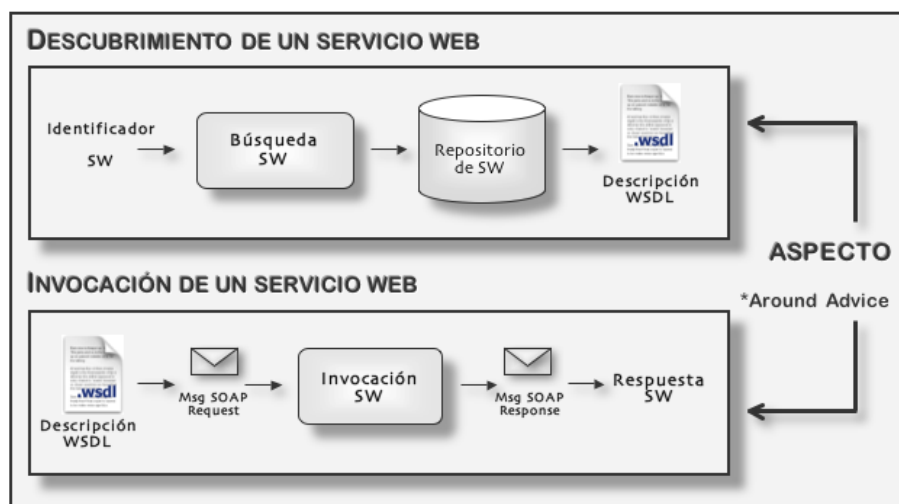 DESCUBRIMIENTO DE UN SERVICIO WEB
Identificador
SW
Búsqueda
SW
Repositorio
de SW
.wsdl
Descripción
WSDL
ASPECTO
*Around Advice
INVOCACIÓN DE UN SERVICIO WEB
.wsdl
Descripción
WSDL
Msg SOAP
Request
Invocación
SW
Msg SOAP
Response
Respuesta
SW